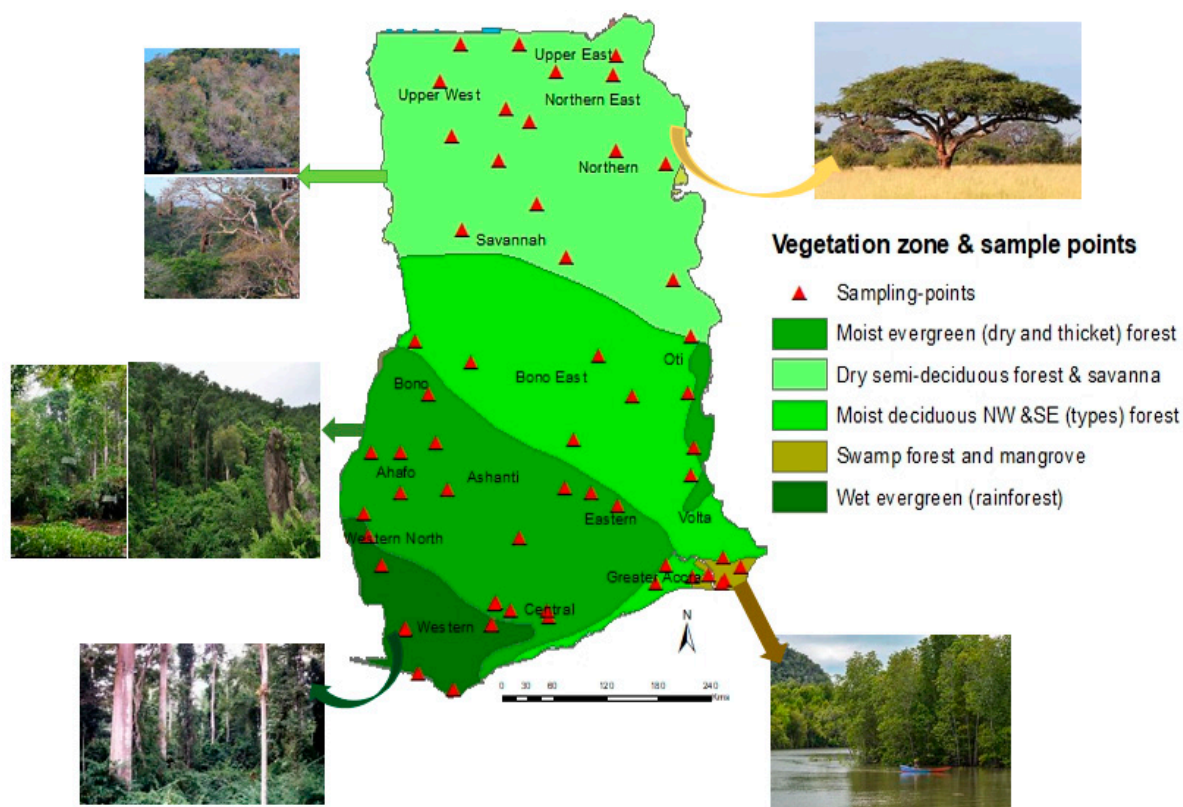 Upper East
Upper West
Northern East
Northern
Savannah
Oti
Bono
Bono East
Ahafo
Ashanti
Eastern
Volta
Western North
Greater Accra
Central
Western
Vegetation zone & sample points
Sampling-points
Moist evergreen (dry and thicket) forest
Dry semi-deciduous forest & savanna
Moist deciduous NW &SE (types) forest
Swamp forest and mangrove
Wet evergreen (rainforest)
N
0 30 60 120 180 240
Kms